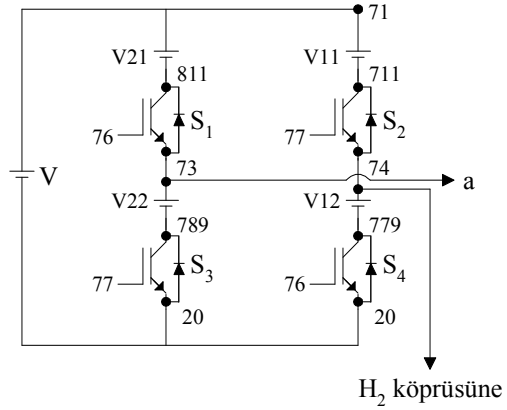 71
V21 V11
811 711
76 S1 77 S2
73 74
V a
V22 V12
789 779
77 S3 76 S4
20 20
H2 köprüsüne